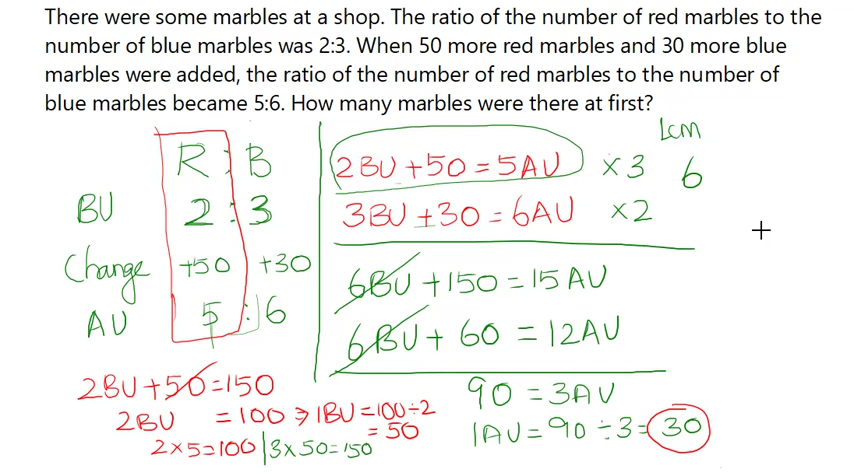 There were some marbles at a shop. The ratio of the number of red marbles to the
number of blue marbles was 2:3. When 50 more red marbles and 30 more blue
marbles were added, the ratio of the number of red marbles to the number of
blue marbles became 5:6. How many marbles were there at first?
R : B
BU 2 : 3
Change +50 +30
AU 5 : 6
2BU + 50 = 150
2BU = 100 ⇒ 1BU = 100 ÷ 2
= 50
2 × 5 = 100 | 3 × 50 = 150
Lcm
2BU + 50 = 5AU × 3 6
3BU + 30 = 6AU × 2
6BU + 150 = 15AU
6BU + 60 = 12AU
90 = 3AU
1AU = 90 ÷ 3 = 30